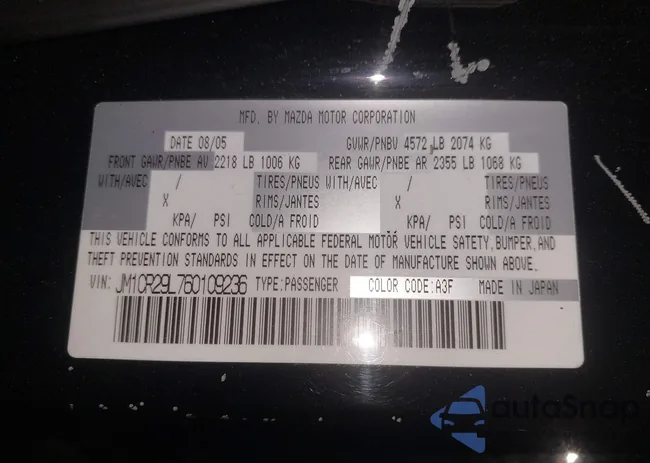 MFD. BY MAZDA MOTOR CORPORATION
DATE 08/05 GVWR/PNBV 4572 LB 2074 KG
FRONT GAWR/PNBE AV 2218 LB 1006 KG REAR GAWR/PNBE AR 2355 LB 1068 KG
WITH/AVEC / TIRES/PNEUS WITH/AVEC / TIRES/PNEUS
X RIMS/JANTES X RIMS/JANTES
KPA/ PSI COLD/A FROID KPA/ PSI COLD/A FROID
THIS VEHICLE CONFORMS TO ALL APPLICABLE FEDERAL MOTOR VEHICLE SAFETY, BUMPER, AND
THEFT PREVENTION STANDARDS IN EFFECT ON THE DATE OF MANUFACTURE SHOWN ABOVE.
VIN: JM1CR29L760109236 TYPE: PASSENGER COLOR CODE: A3F MADE IN JAPAN
autoSnap